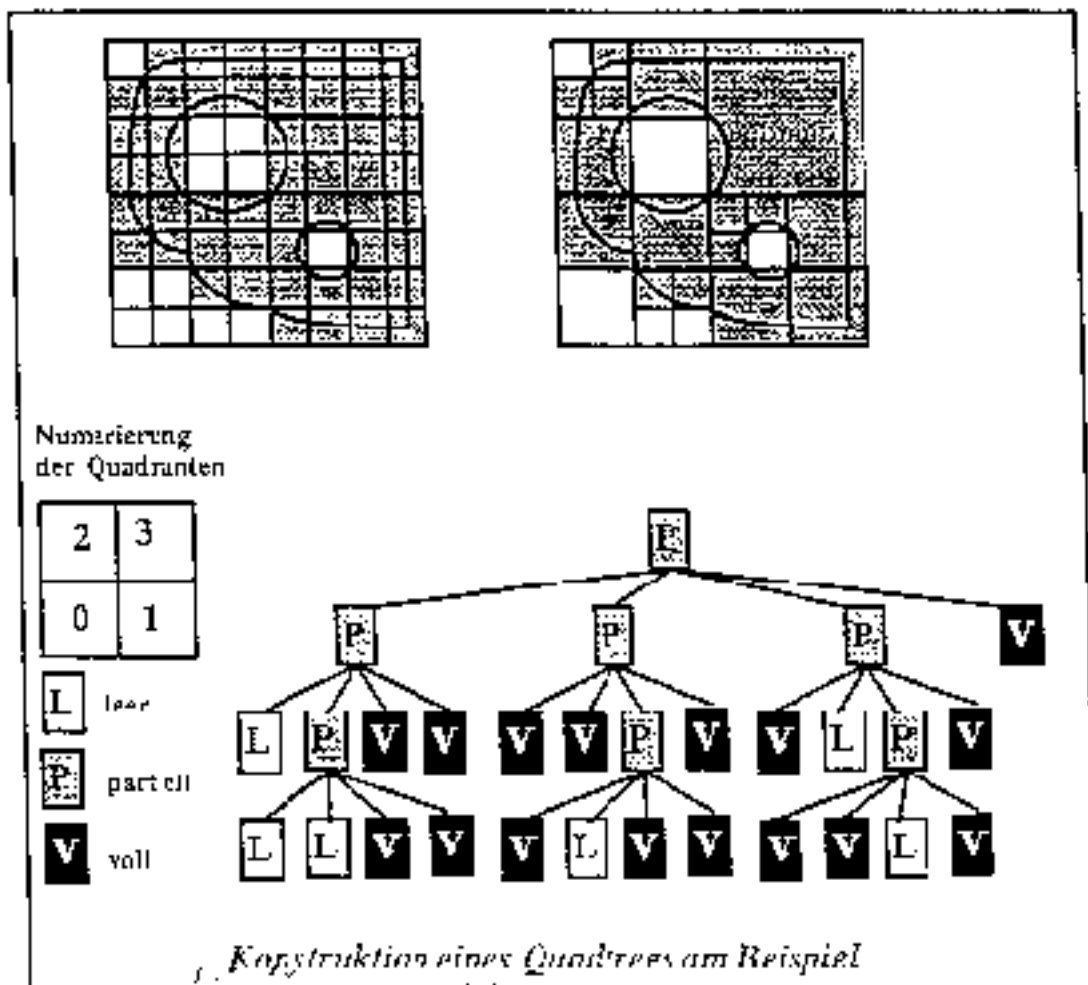 Numerierung
der Quadranten
2 3
0 1
L leer
P partiell
V voll
P
P P P V
L P V V V V P V V L P V
L L V V V L V V V V L V
Konstruktion eines Quadtrees am Beispiel